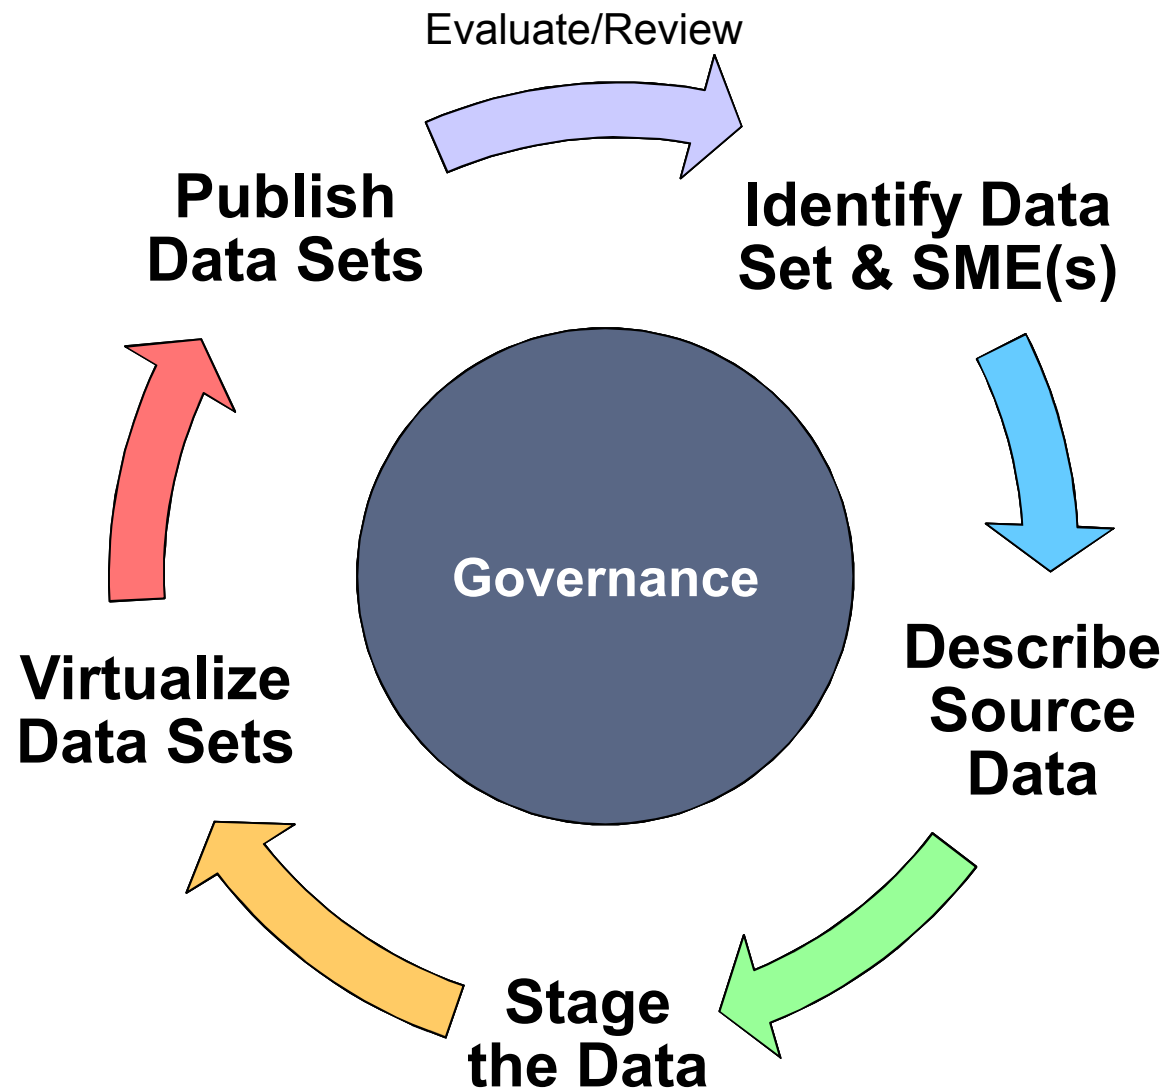 Evaluate/Review
Publish
Data Sets
Identify Data
Set & SME(s)
Governance
Describe
Source
Data
Virtualize
Data Sets
Stage
the Data